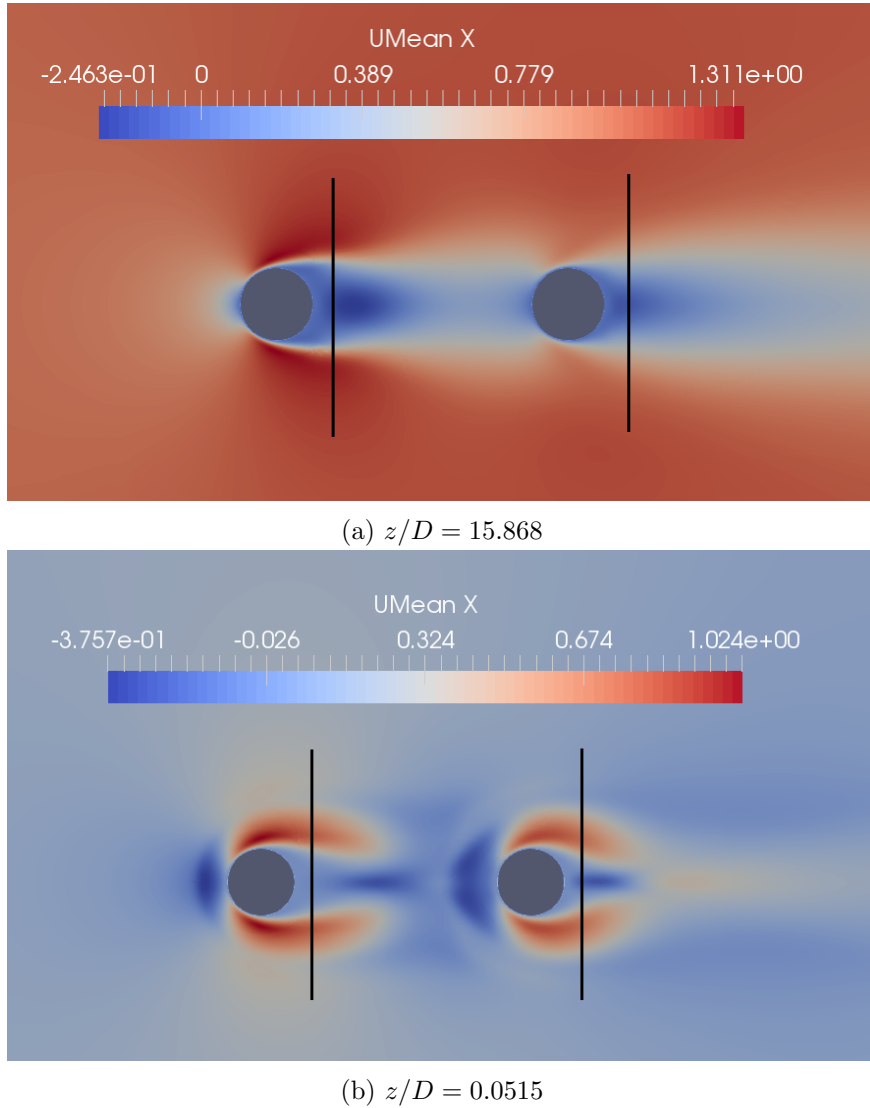 UMean X
-2.463e-01 0 0.389 0.779 1.311e+00
(a) z/D = 15.868
UMean X
-3.757e-01 -0.026 0.324 0.674 1.024e+00
(b) z/D = 0.0515